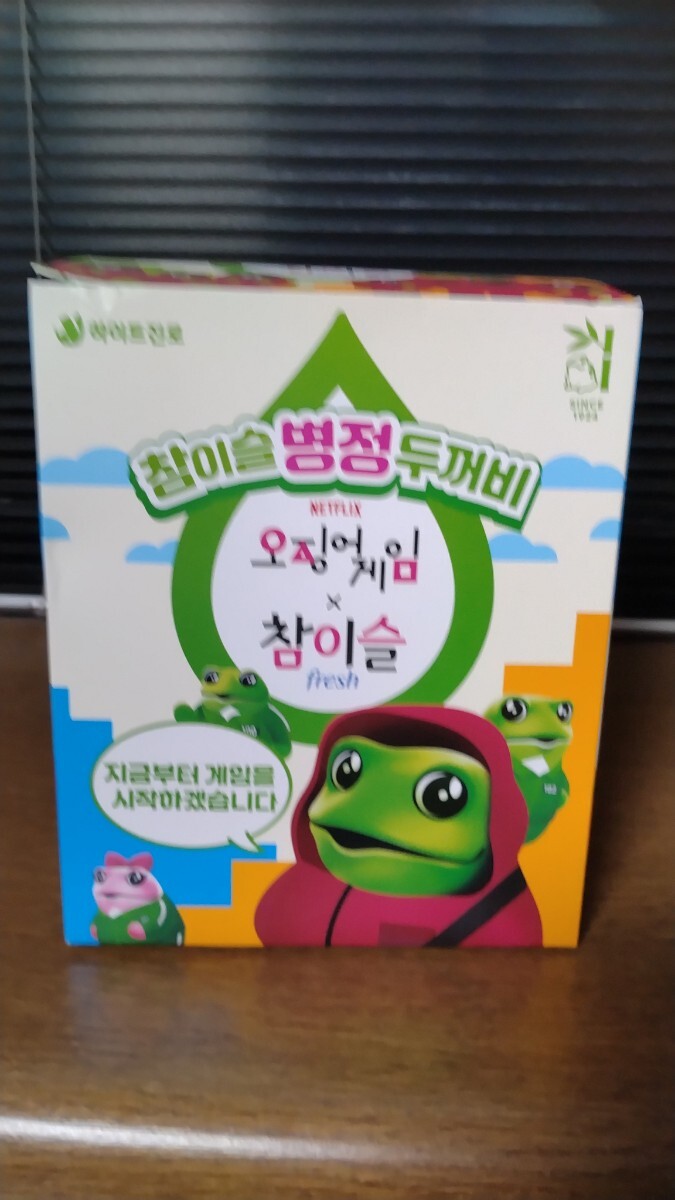 하이트진로
SINCE
1924
참이슬 병정 두꺼비
NETFLIX
오징어 게임
×
참이슬
fresh
지금부터 게임을
시작하겠습니다